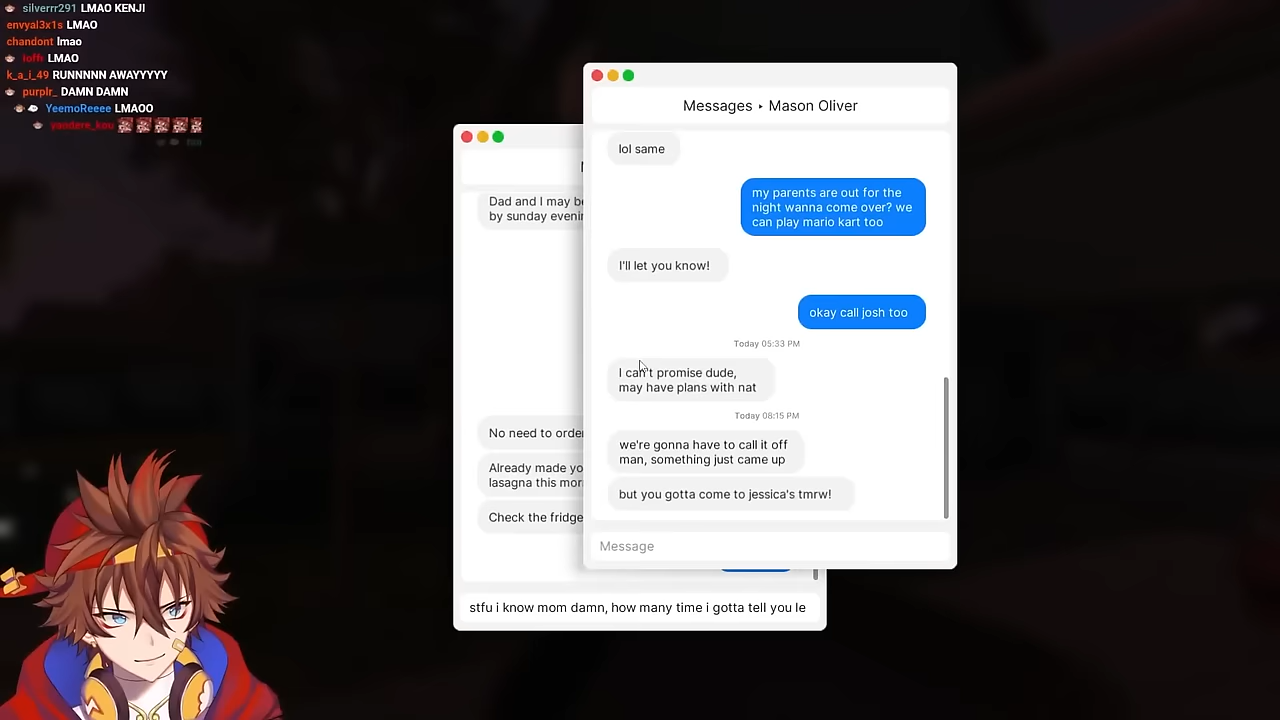 silverrr291 LMAO KENJI
envyal3x1s LMAO
chandont lmao
LMAO
k_a_i_49 RUNNNNN AWAYYYYY
purplr_ DAMN DAMN
YeemoReeee LMAOO
yandere_kou
Messages ▸ Mason Oliver
lol same
my parents are out for the
night wanna come over? we
can play mario kart too
I'll let you know!
okay call josh too
Today 05:33 PM
I can't promise dude,
may have plans with nat
Today 08:15 PM
we're gonna have to call it off
man, something just came up
but you gotta come to jessica's tmrw!
Message
Dad and I may be
by sunday evenin
No need to orde
Already made yo
lasagna this mor
Check the fridge
stfu i know mom damn, how many time i gotta tell you le